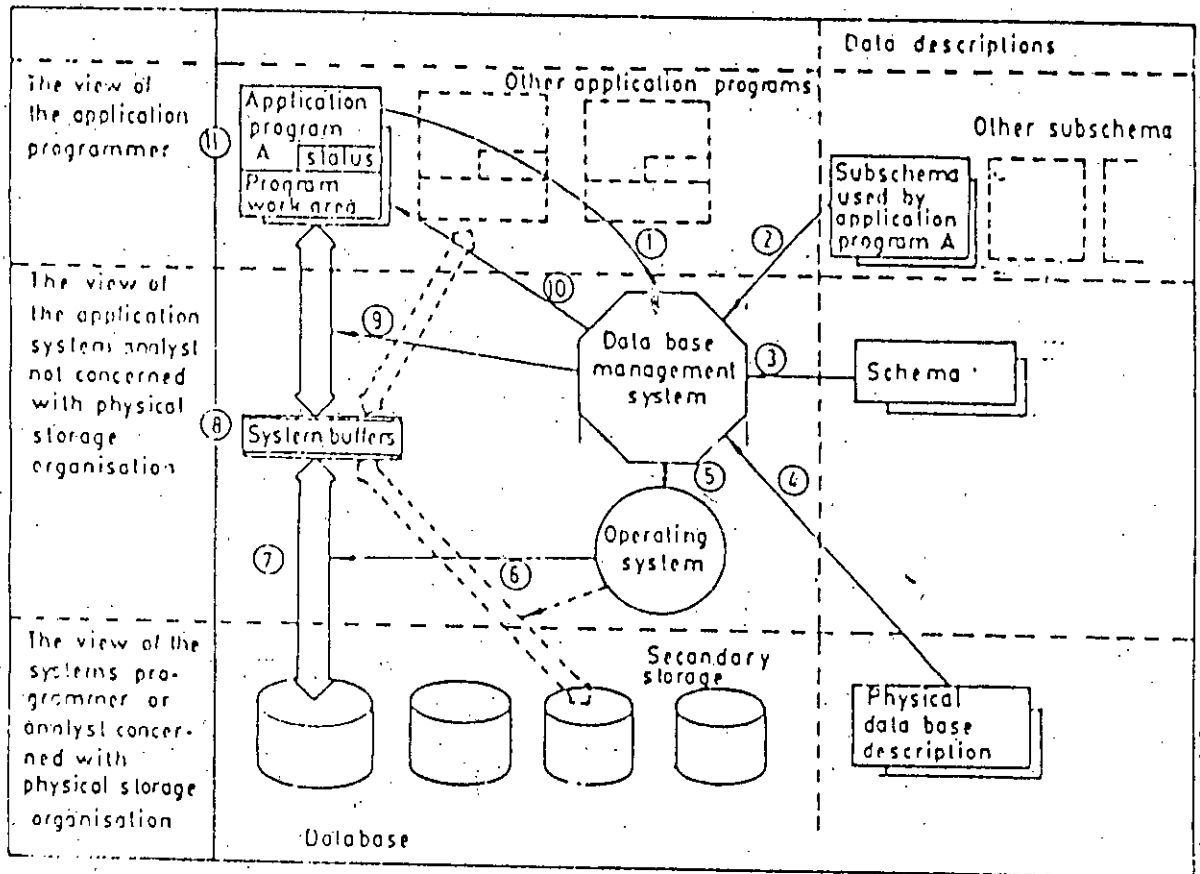 Data descriptions
The view of
the application
programmer
Other application programs
Application
program
A status
Program
work area
11
Other subschema
Subschema
used by
application
program A
1
2
The view of
the application
system analyst
not concerned
with physical
storage
organisation
10
9
Data base
management
system
3
Schema
8
System buffers
5
4
Operating
system
7
6
The view of the
systems pro-
grammer or
analyst concer-
ned with
physical storage
organisation
Secondary
storage
Physical
data base
description
Database